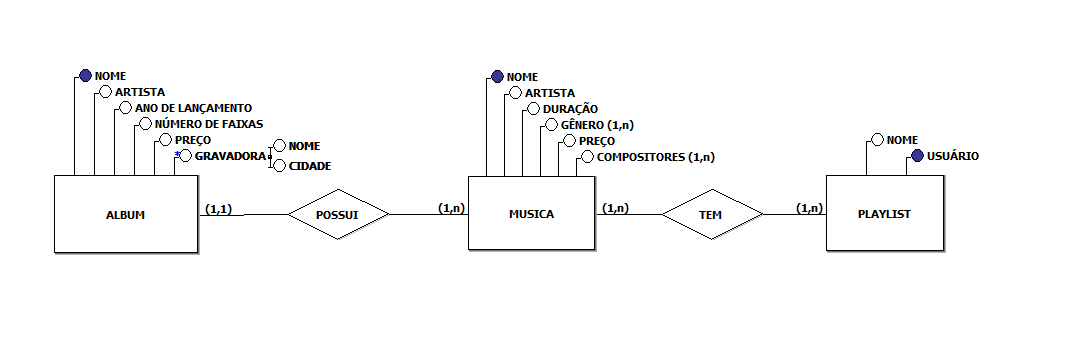 NOME
ARTISTA
ANO DE LANÇAMENTO
NÚMERO DE FAIXAS
PREÇO
* GRAVADORA
NOME
CIDADE
ALBUM
(1,1)
POSSUI
(1,n)
NOME
ARTISTA
DURAÇÃO
GÊNERO (1,n)
PREÇO
COMPOSITORES (1,n)
MUSICA
(1,n)
TEM
(1,n)
NOME
USUÁRIO
PLAYLIST